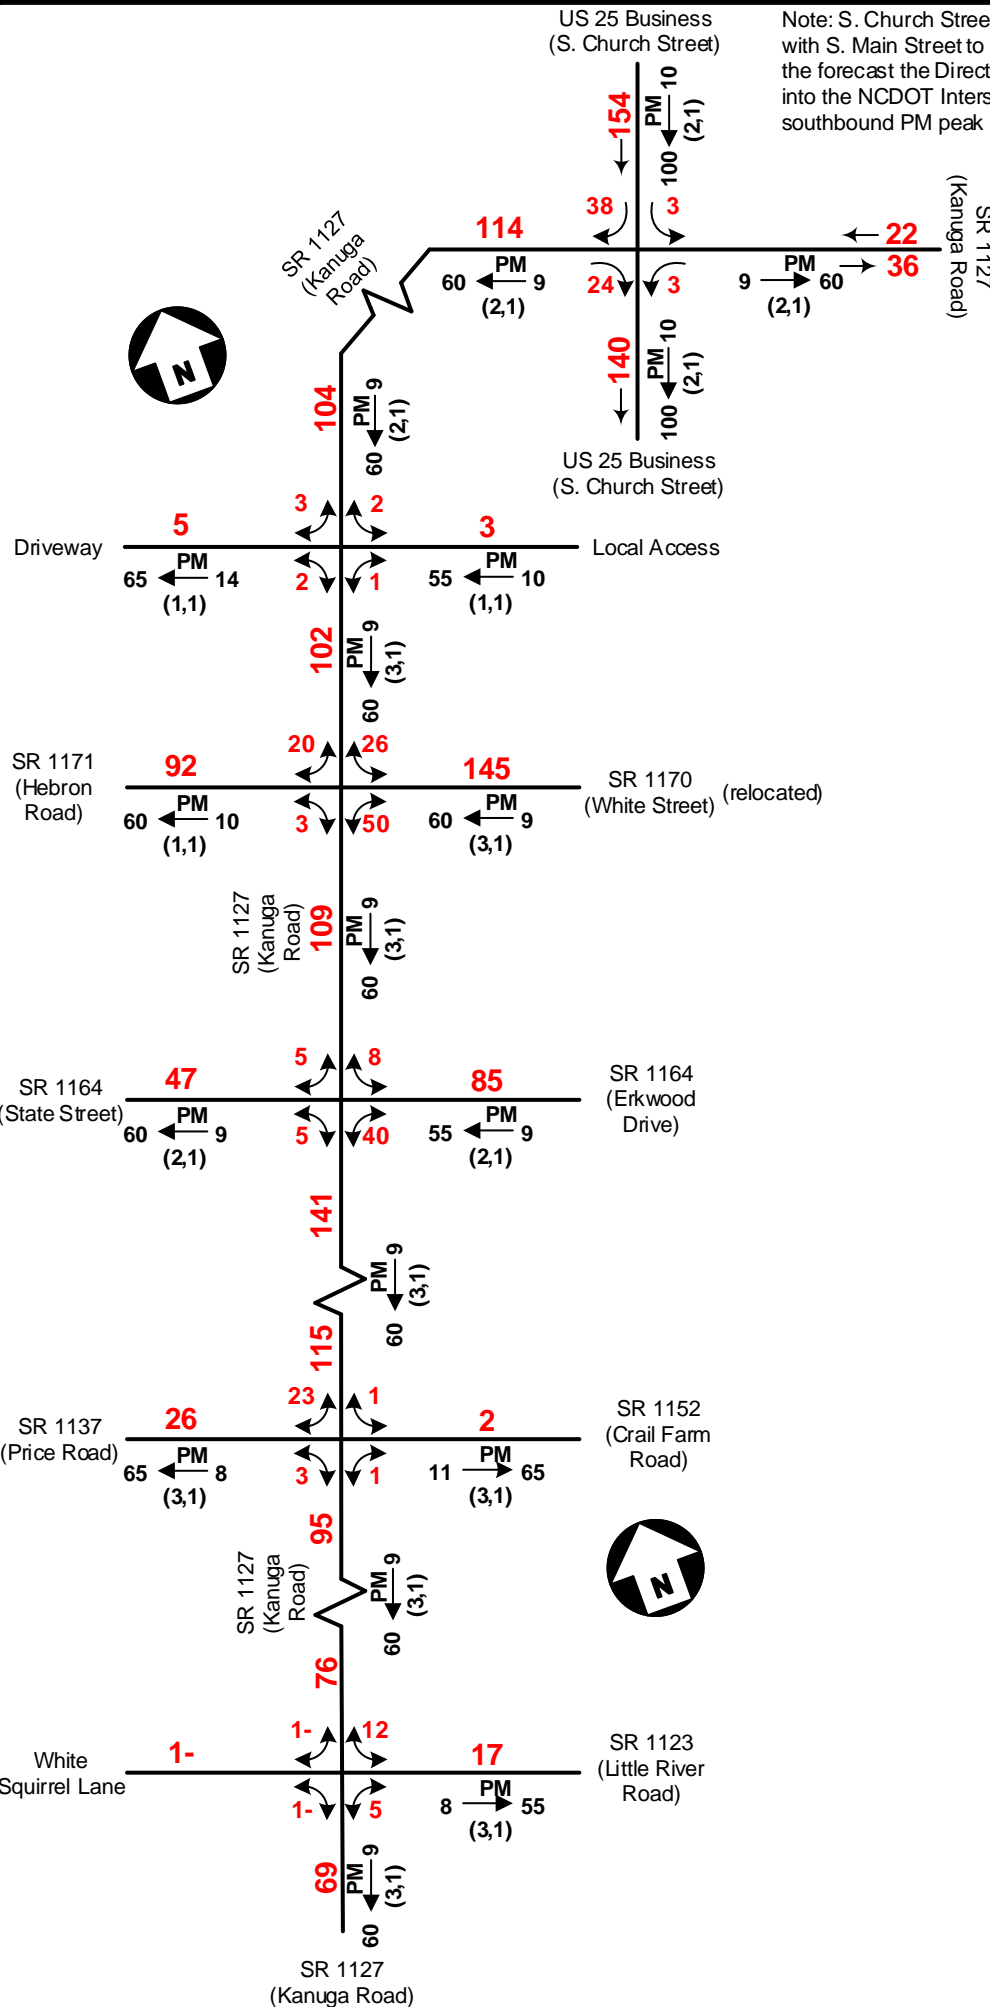 US 25 Business
(S. Church Street)
Note: S. Church Stree
with S. Main Street to
the forecast the Direct
into the NCDOT Inters
southbound PM peak
154
PM
10
(2,1)
100
38
3
SR 1127
(Kanuga Road)
22
36
114
PM
60
9
(2,1)
24
3
PM
9
60
(2,1)
SR 1127
(Kanuga
Road)
N
140
PM
10
(2,1)
100
US 25 Business
(S. Church Street)
104
PM
9
(2,1)
60
3
2
5
3
Driveway
Local Access
PM
65
14
(1,1)
2
1
PM
55
10
(1,1)
102
PM
9
(3,1)
60
20
26
SR 1171
(Hebron
Road)
92
145
SR 1170
(White Street)
(relocated)
PM
60
10
(1,1)
3
50
PM
60
9
(3,1)
SR 1127
(Kanuga
Road)
109
PM
9
(3,1)
60
5
8
SR 1164
(State Street)
47
85
SR 1164
(Erkwood
Drive)
PM
60
9
(2,1)
5
40
PM
55
9
(2,1)
141
PM
9
(3,1)
60
115
23
1
SR 1137
(Price Road)
26
2
SR 1152
(Crail Farm
Road)
PM
65
8
(3,1)
3
1
PM
11
65
(3,1)
95
SR 1127
(Kanuga
Road)
PM
9
(3,1)
60
N
76
1-
12
White
Squirrel Lane
1-
17
SR 1123
(Little River
Road)
1-
5
PM
8
55
(3,1)
69
PM
9
(3,1)
60
SR 1127
(Kanuga Road)